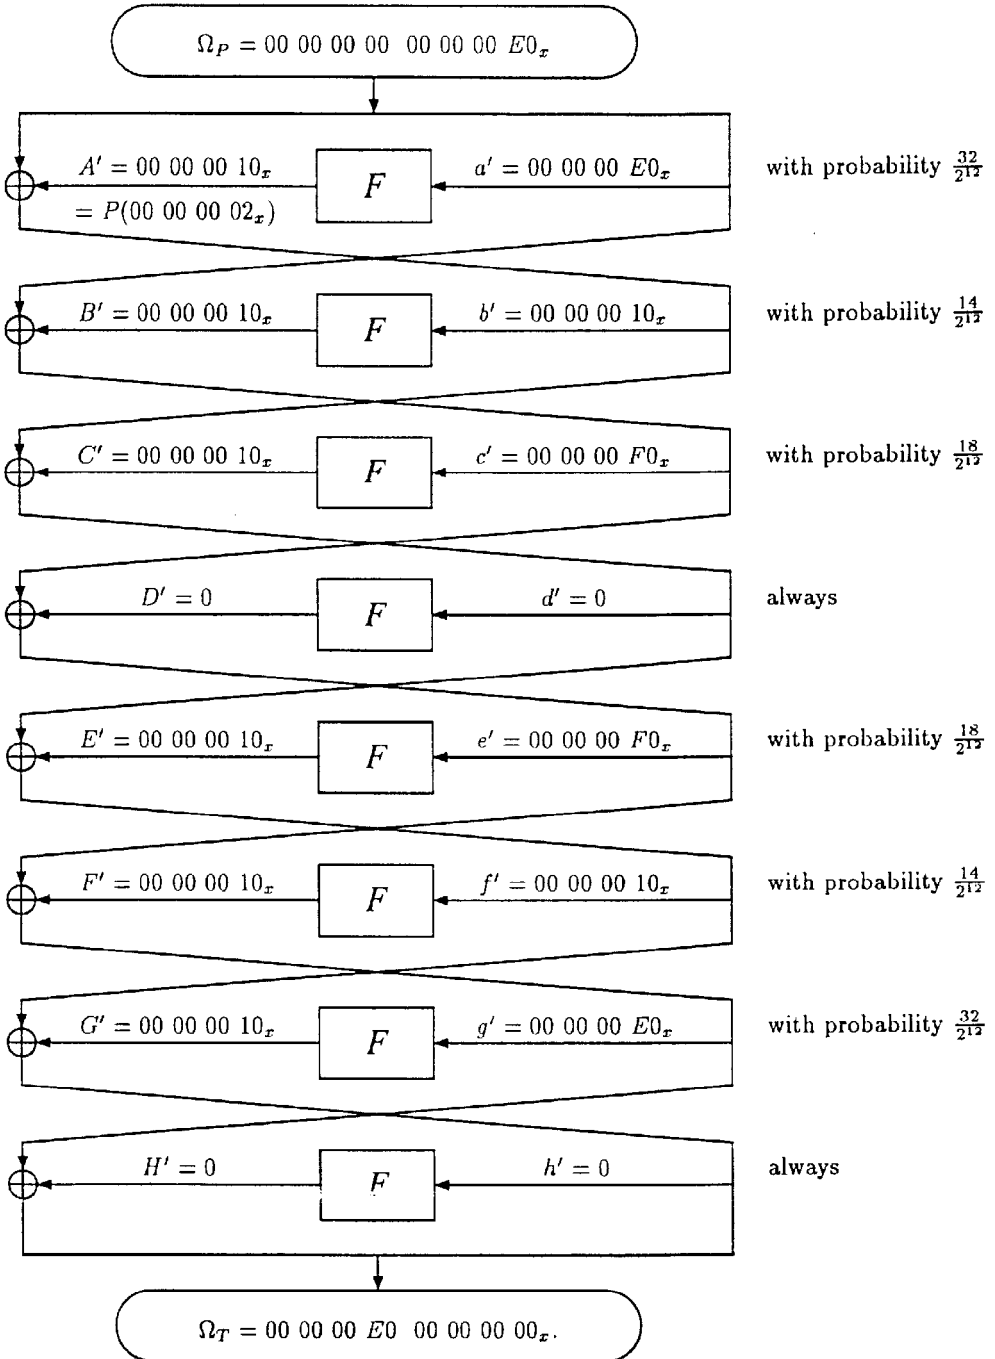 Ω_P = 00 00 00 00 00 00 00 E0_x
A' = 00 00 00 10_x F a' = 00 00 00 E0_x with probability 32/2^12
= P(00 00 00 02_x)
B' = 00 00 00 10_x F b' = 00 00 00 10_x with probability 14/2^12
C' = 00 00 00 10_x F c' = 00 00 00 F0_x with probability 18/2^12
D' = 0 F d' = 0 always
E' = 00 00 00 10_x F e' = 00 00 00 F0_x with probability 18/2^12
F' = 00 00 00 10_x F f' = 00 00 00 10_x with probability 14/2^12
G' = 00 00 00 10_x F g' = 00 00 00 E0_x with probability 32/2^12
H' = 0 F h' = 0 always
Ω_T = 00 00 00 E0 00 00 00 00_x.